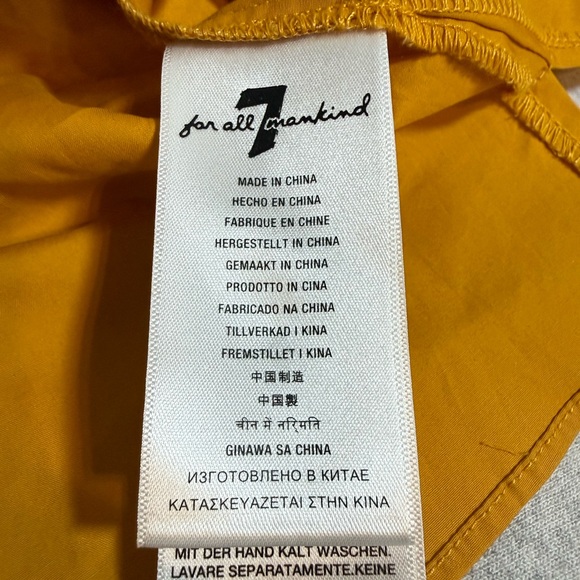 for all 7 mankind
MADE IN CHINA
HECHO EN CHINA
FABRIQUE EN CHINE
HERGESTELLT IN CHINA
GEMAAKT IN CHINA
PRODOTTO IN CINA
FABRICADO NA CHINA
TILLVERKAD I KINA
FREMSTILLET I KINA
中国制造
中国製
चीन में नर्िमति
GINAWA SA CHINA
ИЗГОТОВЛЕНО В КИТАЕ
ΚΑΤΑΣΚΕΥΑΖΕΤΑΙ ΣΤΗΝ ΚΙΝΑ
MIT DER HAND KALT WASCHEN.
LAVARE SEPARATAMENTE.KEINE